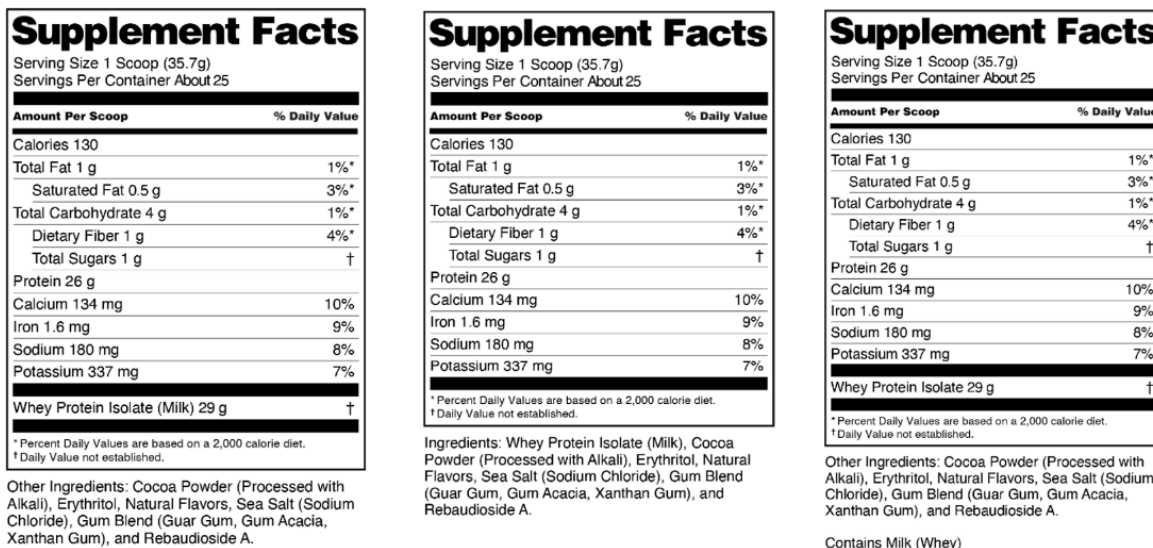 Supplement Facts
Serving Size 1 Scoop (35.7g)
Servings Per Container About 25
Amount Per Scoop % Daily Value
Calories 130
Total Fat 1 g 1%*
Saturated Fat 0.5 g 3%*
Total Carbohydrate 4 g 1%*
Dietary Fiber 1 g 4%*
Total Sugars 1 g †
Protein 26 g
Calcium 134 mg 10%
Iron 1.6 mg 9%
Sodium 180 mg 8%
Potassium 337 mg 7%
Whey Protein Isolate (Milk) 29 g †
* Percent Daily Values are based on a 2,000 calorie diet.
† Daily Value not established.
Other Ingredients: Cocoa Powder (Processed with
Alkali), Erythritol, Natural Flavors, Sea Salt (Sodium
Chloride), Gum Blend (Guar Gum, Gum Acacia,
Xanthan Gum), and Rebaudioside A.
Supplement Facts
Serving Size 1 Scoop (35.7g)
Servings Per Container About 25
Amount Per Scoop % Daily Value
Calories 130
Total Fat 1 g 1%*
Saturated Fat 0.5 g 3%*
Total Carbohydrate 4 g 1%*
Dietary Fiber 1 g 4%*
Total Sugars 1 g †
Protein 26 g
Calcium 134 mg 10%
Iron 1.6 mg 9%
Sodium 180 mg 8%
Potassium 337 mg 7%
* Percent Daily Values are based on a 2,000 calorie diet.
† Daily Value not established.
Ingredients: Whey Protein Isolate (Milk), Cocoa
Powder (Processed with Alkali), Erythritol, Natural
Flavors, Sea Salt (Sodium Chloride), Gum Blend
(Guar Gum, Gum Acacia, Xanthan Gum), and
Rebaudioside A.
Supplement Facts
Serving Size 1 Scoop (35.7g)
Servings Per Container About 25
Amount Per Scoop % Daily Value
Calories 130
Total Fat 1 g 1%*
Saturated Fat 0.5 g 3%*
Total Carbohydrate 4 g 1%*
Dietary Fiber 1 g 4%*
Total Sugars 1 g †
Protein 26 g
Calcium 134 mg 10%
Iron 1.6 mg 9%
Sodium 180 mg 8%
Potassium 337 mg 7%
Whey Protein Isolate 29 g †
* Percent Daily Values are based on a 2,000 calorie diet.
† Daily Value not established.
Other Ingredients: Cocoa Powder (Processed with
Alkali), Erythritol, Natural Flavors, Sea Salt (Sodium
Chloride), Gum Blend (Guar Gum, Gum Acacia,
Xanthan Gum), and Rebaudioside A.
Contains Milk (Whey)